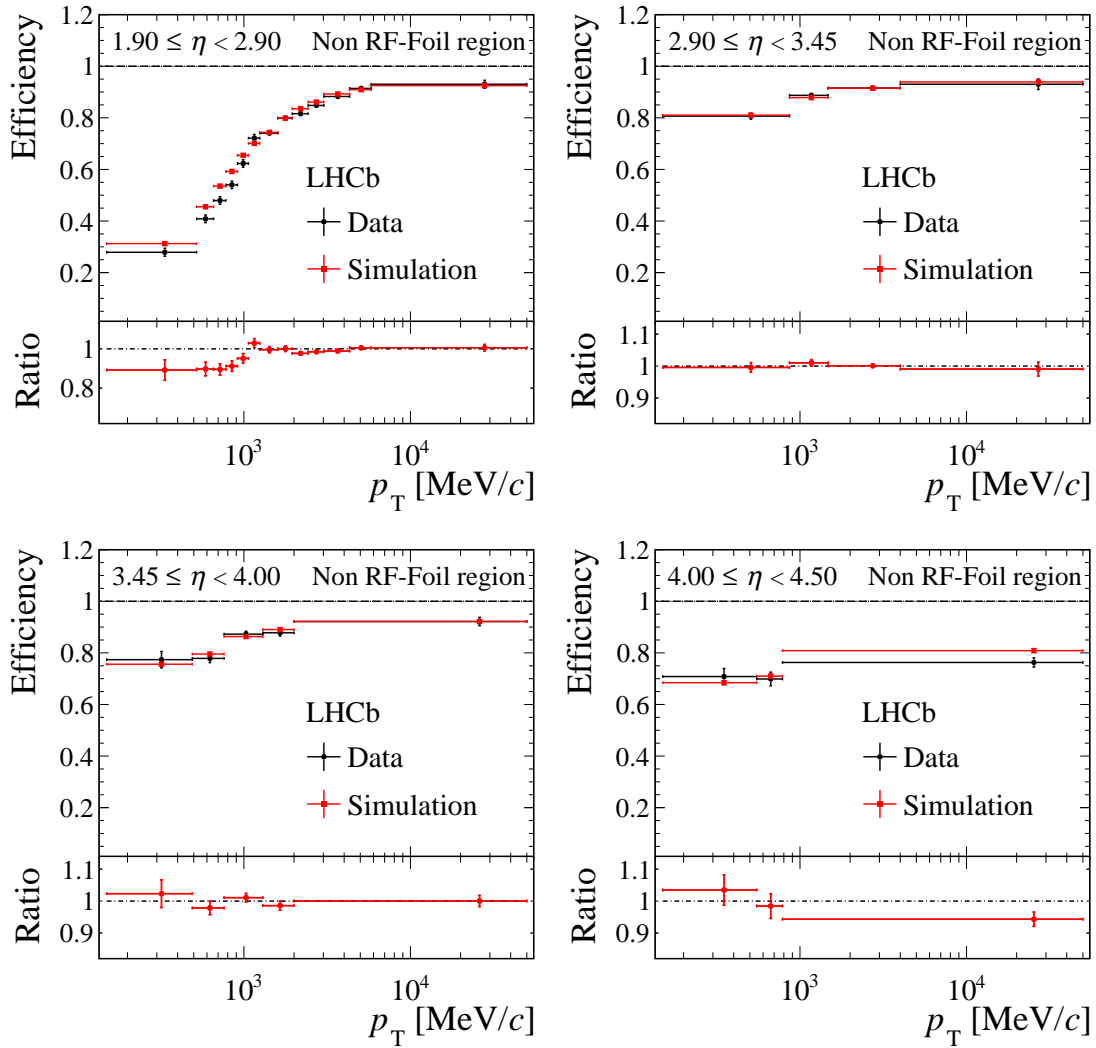 1.2
1.90 ≤ η < 2.90 Non RF-Foil region
1
0.8
0.6
0.4
0.2
Efficiency
LHCb
Data
Simulation
1
0.8
Ratio
10³ 10⁴
p_T [MeV/c]
1.2
2.90 ≤ η < 3.45 Non RF-Foil region
1
0.8
0.6
0.4
0.2
Efficiency
LHCb
Data
Simulation
1.1
1
0.9
Ratio
10³ 10⁴
p_T [MeV/c]
1.2
3.45 ≤ η < 4.00 Non RF-Foil region
1
0.8
0.6
0.4
0.2
Efficiency
LHCb
Data
Simulation
1.1
1
0.9
Ratio
10³ 10⁴
p_T [MeV/c]
1.2
4.00 ≤ η < 4.50 Non RF-Foil region
1
0.8
0.6
0.4
0.2
Efficiency
LHCb
Data
Simulation
1.1
1
0.9
Ratio
10³ 10⁴
p_T [MeV/c]